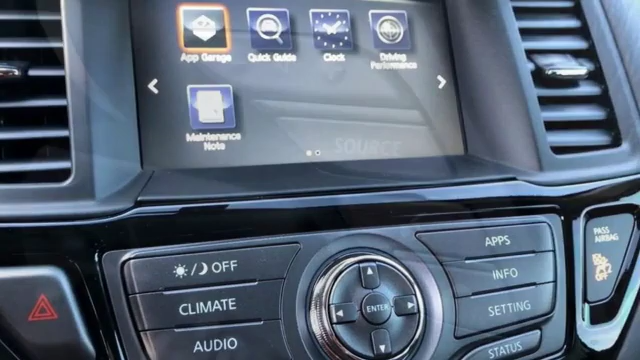 App Garage
Quick Guide
Clock
Driving
Performance
Maintenance
Note
SOURCE
PASS
AIRBAG
OFF
CLIMATE
AUDIO
ENTER
APPS
INFO
SETTING
STATUS